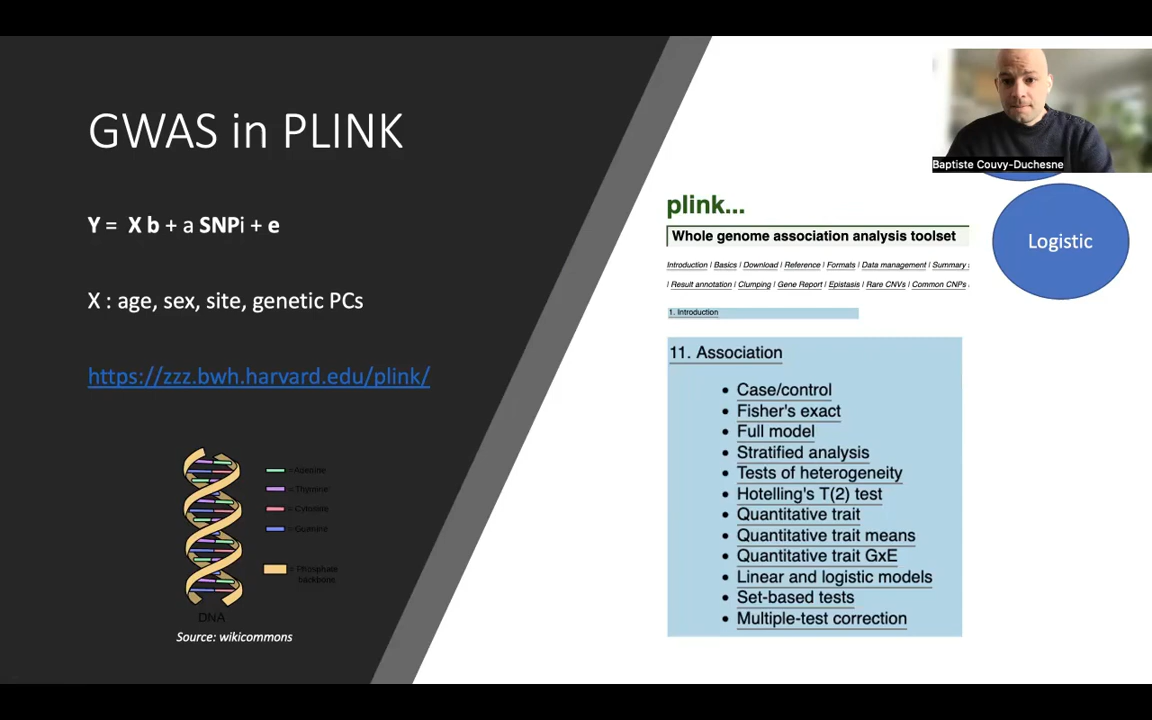 GWAS in PLINK
Y = X b + a SNPi + e
X : age, sex, site, genetic PCs
https://zzz.bwh.harvard.edu/plink/
= Adenine
= Thymine
= Cytosine
= Guanine
= Phosphate
backbone
DNA
Source: wikicommons
Baptiste Couvy-Duchesne
Logistic
plink...
Whole genome association analysis toolset
Introduction | Basics | Download | Reference | Formats | Data management | Summary
| Result annotation | Clumping | Gene Report | Epistasis | Rare CNVs | Common CNPs
1. Introduction
11. Association
• Case/control
• Fisher's exact
• Full model
• Stratified analysis
• Tests of heterogeneity
• Hotelling's T(2) test
• Quantitative trait
• Quantitative trait means
• Quantitative trait GxE
• Linear and logistic models
• Set-based tests
• Multiple-test correction